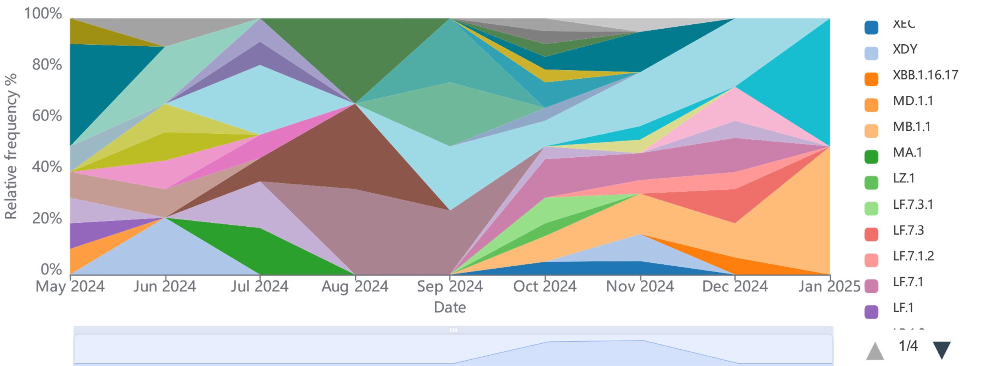 100%
80%
60%
40%
20%
0%
Relative frequency %
May 2024
Jun 2024
Jul 2024
Aug 2024
Sep 2024
Oct 2024
Nov 2024
Dec 2024
Jan 2025
Date
XEC
XDY
XBB.1.16.17
MD.1.1
MB.1.1
MA.1
LZ.1
LF.7.3.1
LF.7.3
LF.7.1.2
LF.7.1
LF.1
1/4